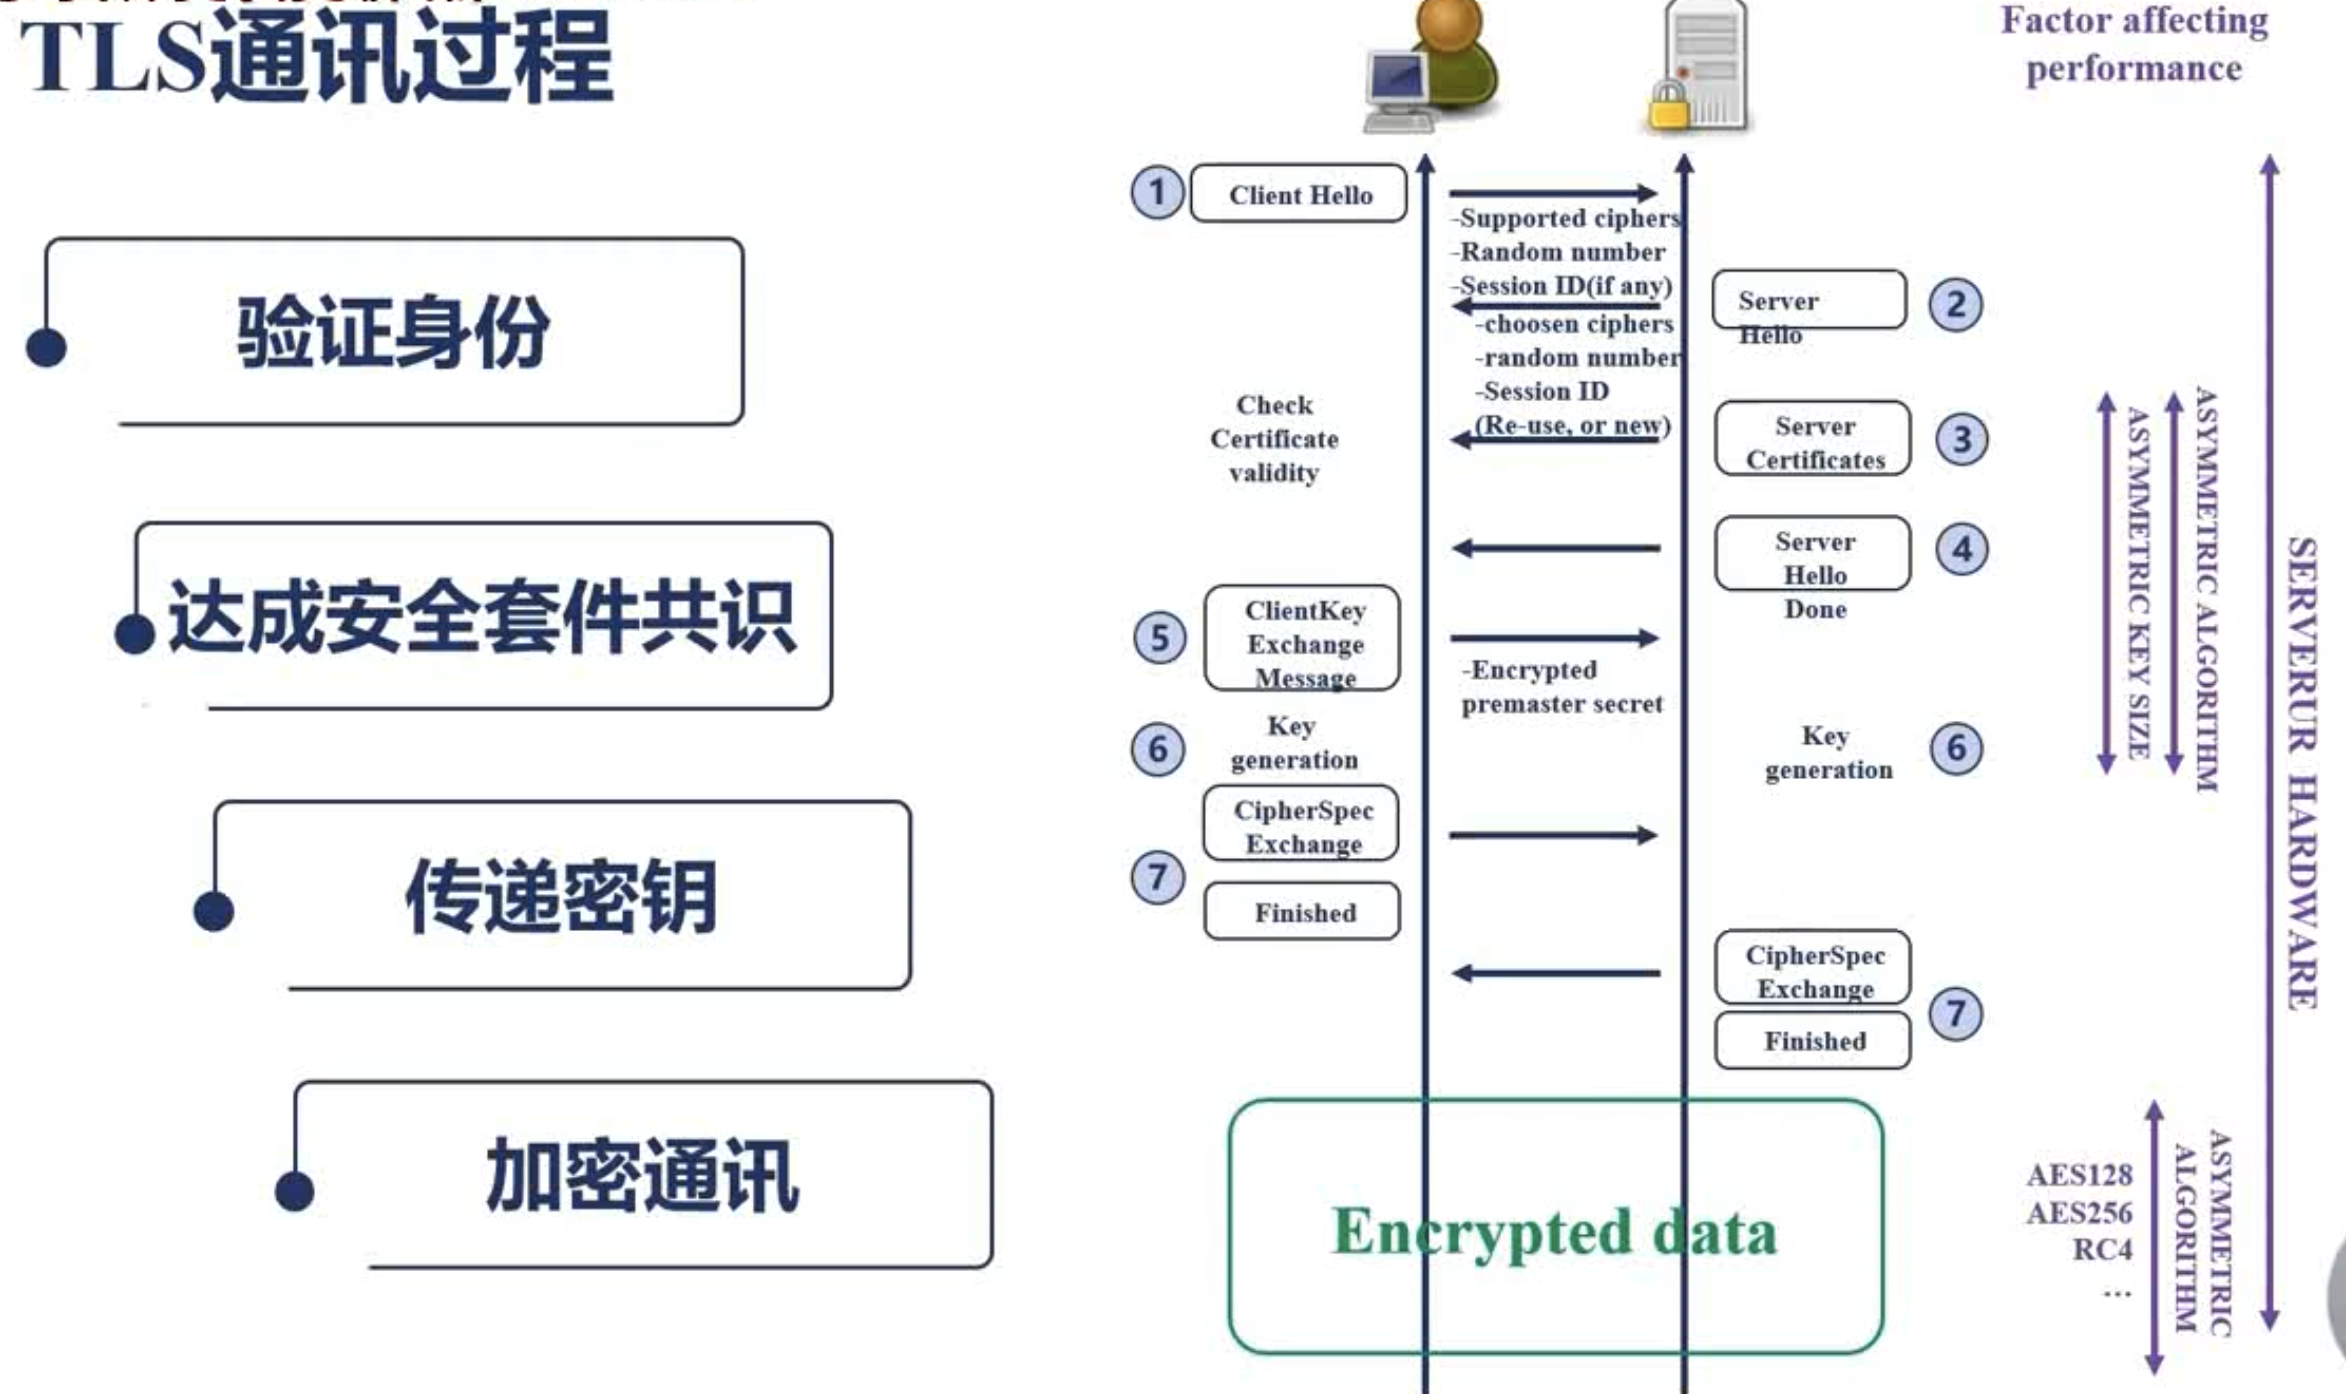 TLS通讯过程
验证身份
达成安全套件共识
传递密钥
加密通讯
Factor affecting
performance
1
Client Hello
-Supported ciphers
-Random number
-Session ID(if any)
Server
Hello
2
-choosen ciphers
-random number
-Session ID
(Re-use, or new)
Check
Certificate
validity
Server
Certificates
3
Server
Hello
Done
4
5
ClientKey
Exchange
Message
-Encrypted
premaster secret
6
Key
generation
Key
generation
6
CipherSpec
Exchange
7
Finished
CipherSpec
Exchange
7
Finished
Encrypted data
ASYMMETRIC KEY SIZE
ASYMMETRIC ALGORITHM
SERVERUR HARDWARE
AES128
AES256
RC4
...
ASYMMETRIC
ALGORITHM